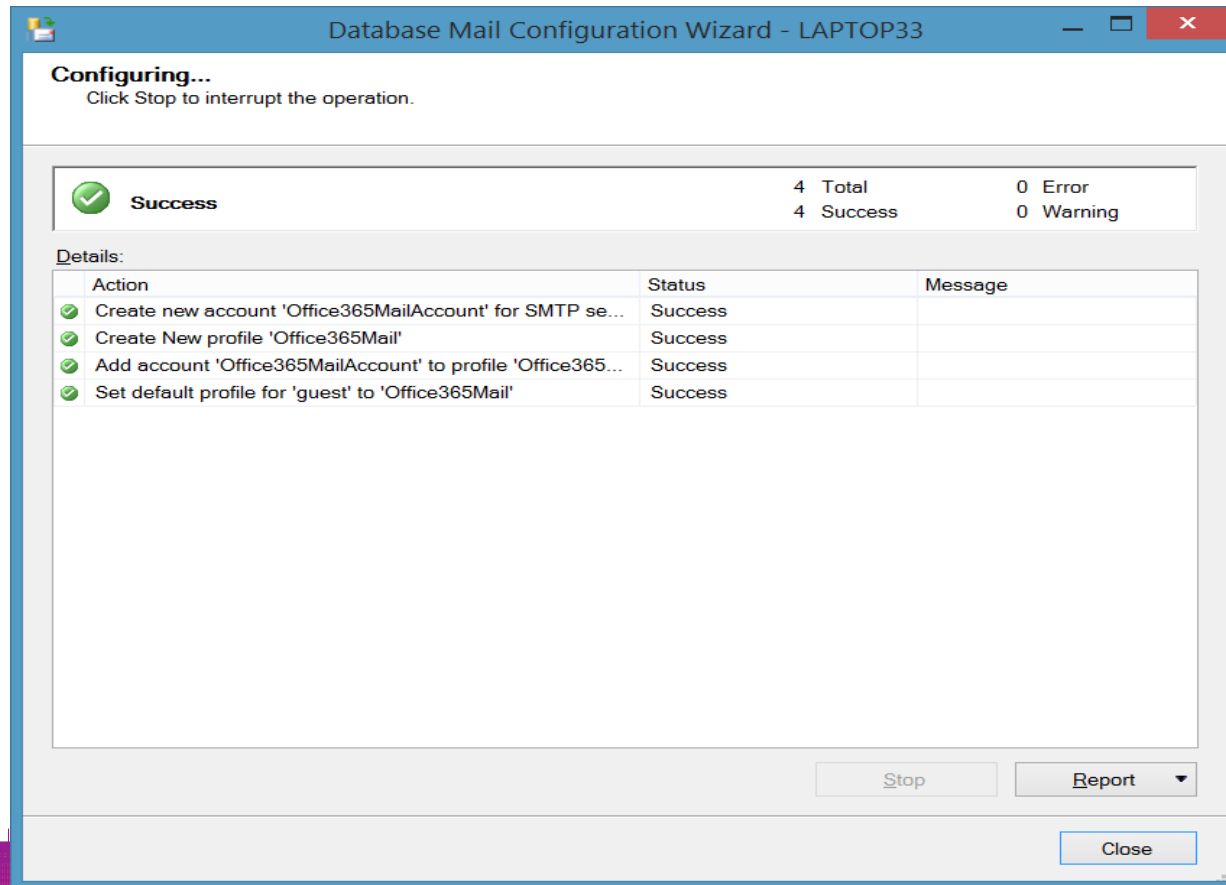 Database Mail Configuration Wizard - LAPTOP33
Configuring...
Click Stop to interrupt the operation.
Success 4 Total 0 Error
4 Success 0 Warning
Details:
Action Status Message
Create new account 'Office365MailAccount' for SMTP se... Success
Create New profile 'Office365Mail' Success
Add account 'Office365MailAccount' to profile 'Office365... Success
Set default profile for 'guest' to 'Office365Mail' Success
Stop Report
Close